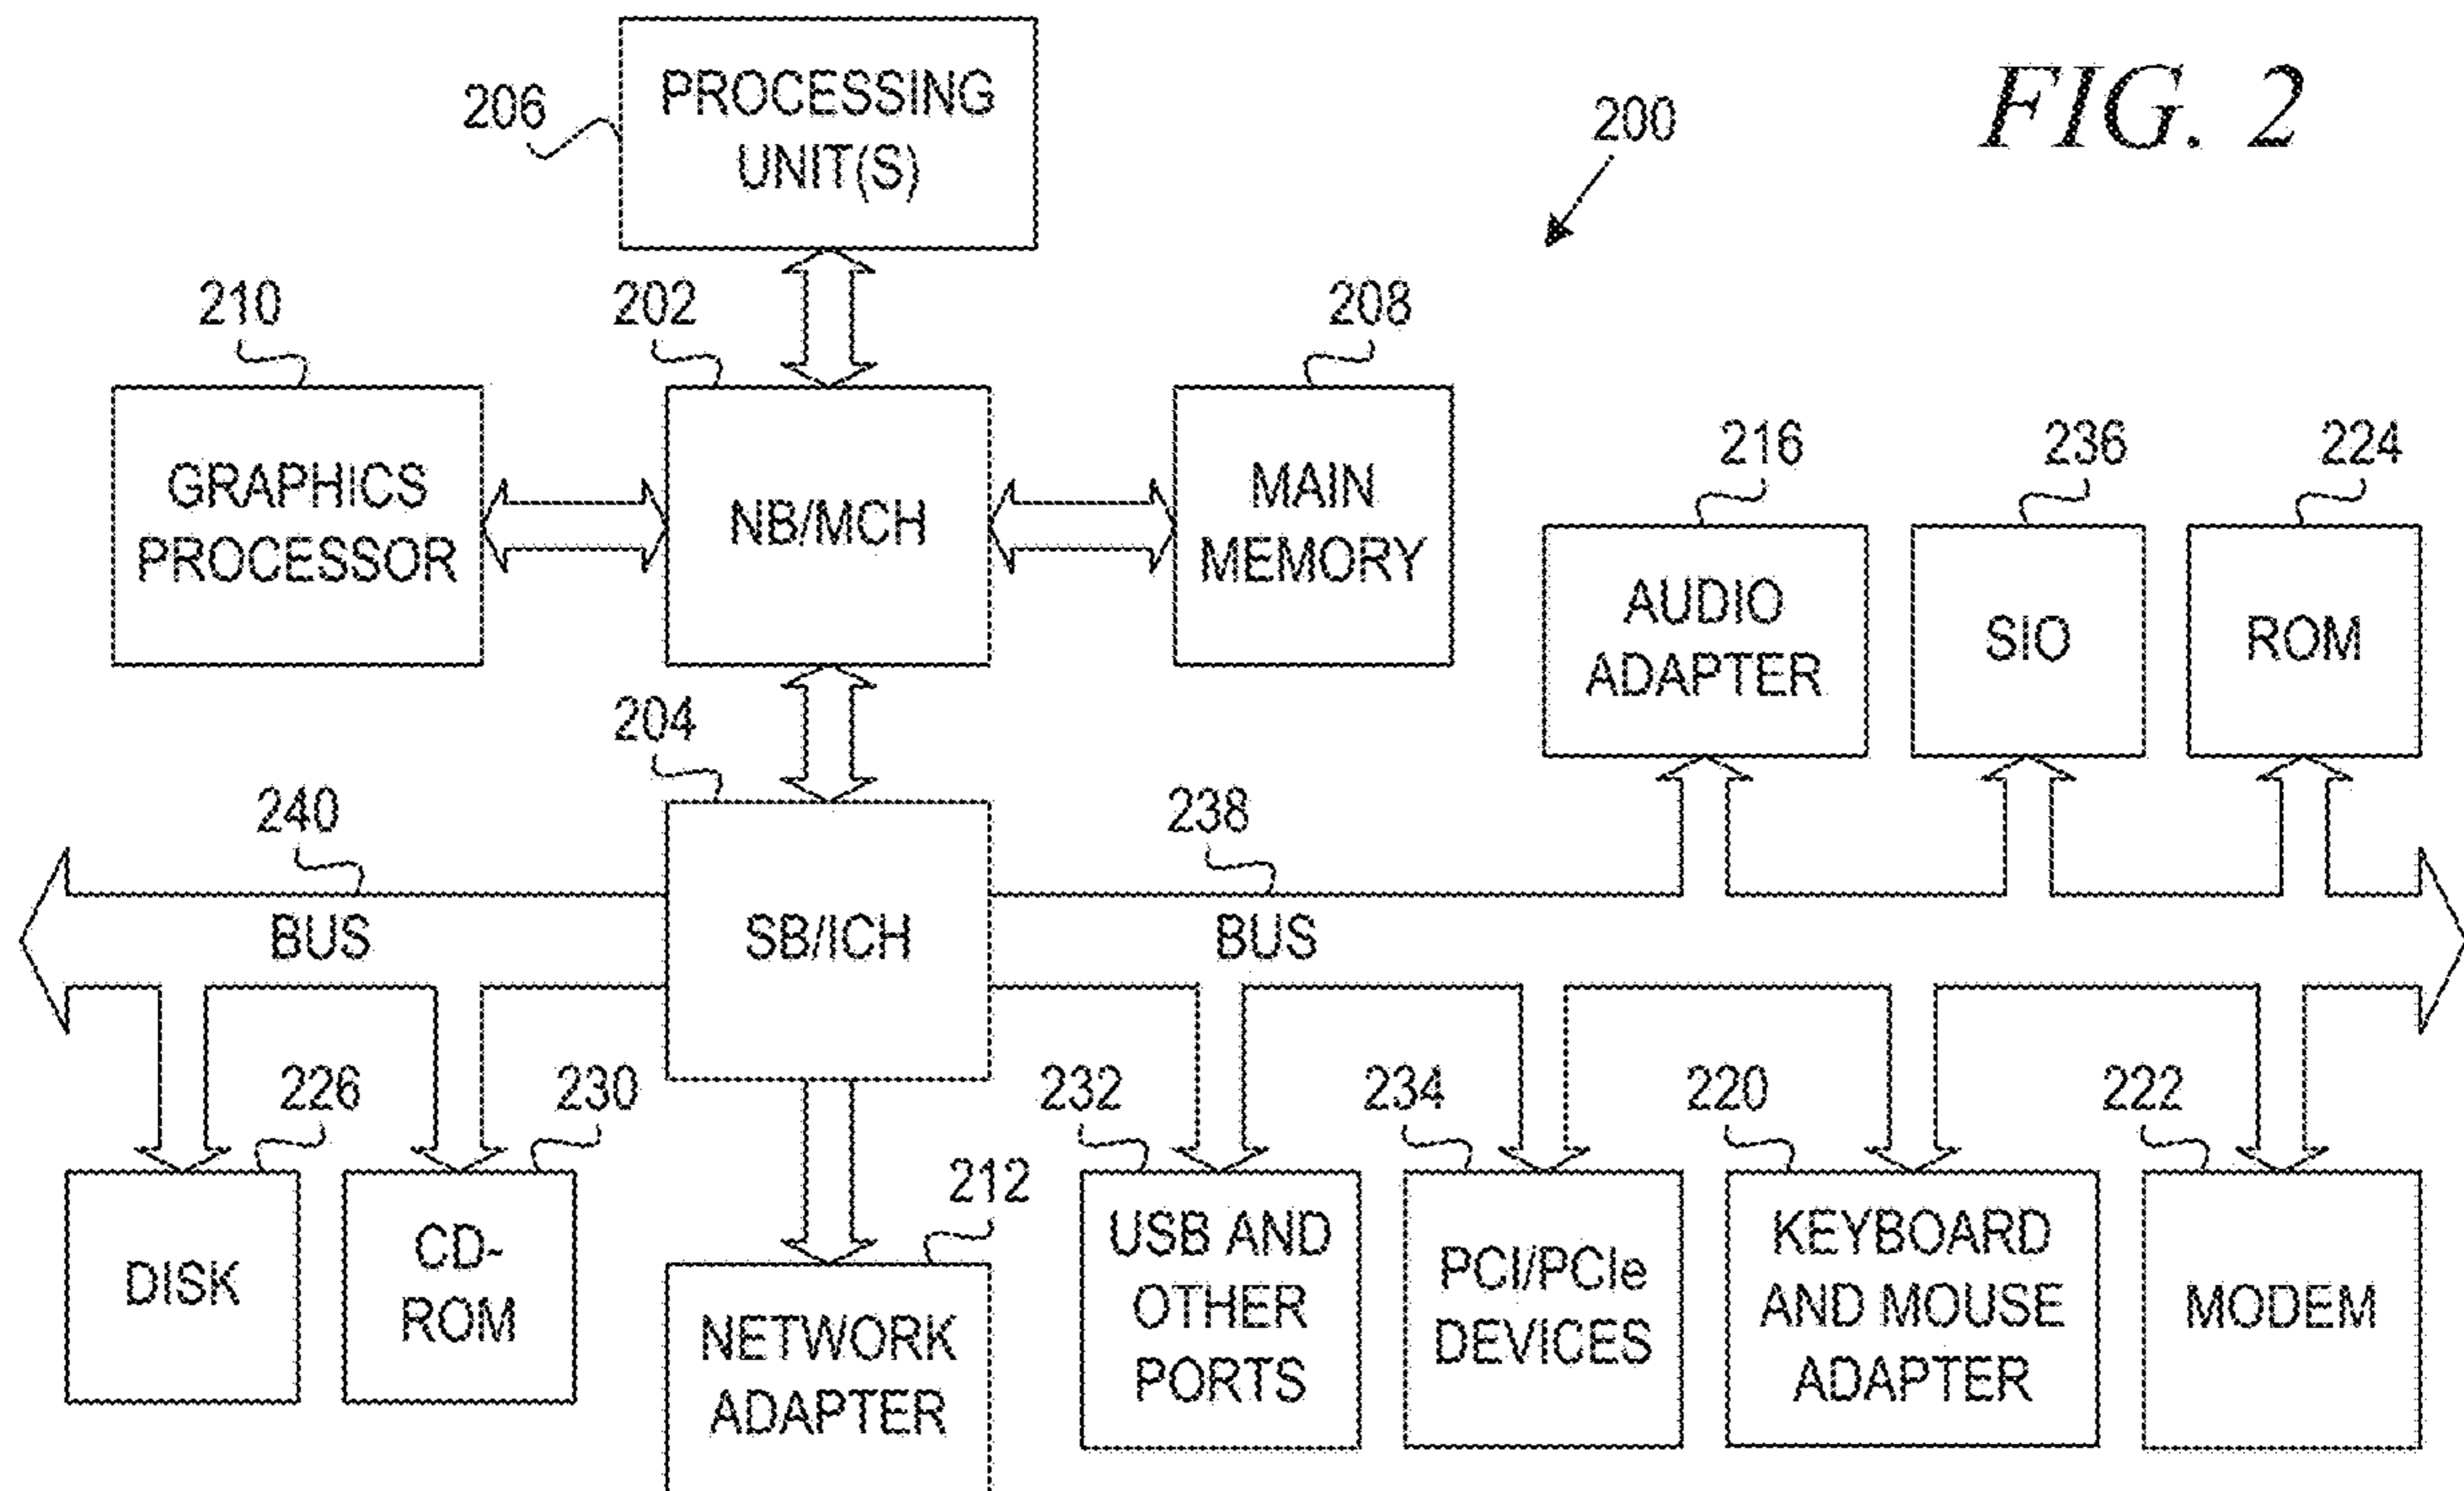 FIG. 2
200
206
PROCESSING
UNIT(S)
210
202
208
GRAPHICS
PROCESSOR
NB/MCH
MAIN
MEMORY
216
236
224
AUDIO
ADAPTER
SIO
ROM
204
240
238
BUS
SB/ICH
BUS
226
230
212
232
234
220
222
DISK
CD-
ROM
NETWORK
ADAPTER
USB AND
OTHER
PORTS
PCI/PCIe
DEVICES
KEYBOARD
AND MOUSE
ADAPTER
MODEM